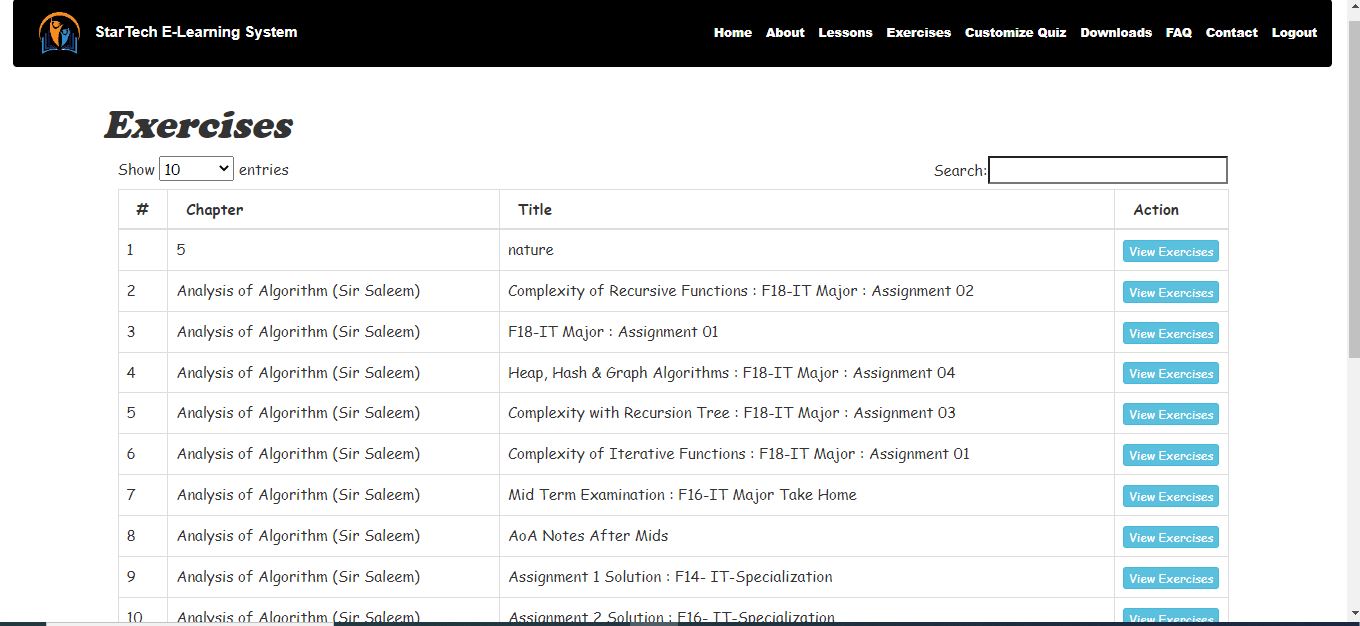 StarTech E-Learning System Home About Lessons Exercises Customize Quiz Downloads FAQ Contact Logout
Exercises
Show 10 entries Search:
# Chapter Title Action
1 5 nature View Exercises
2 Analysis of Algorithm (Sir Saleem) Complexity of Recursive Functions : F18-IT Major : Assignment 02 View Exercises
3 Analysis of Algorithm (Sir Saleem) F18-IT Major : Assignment 01 View Exercises
4 Analysis of Algorithm (Sir Saleem) Heap, Hash & Graph Algorithms : F18-IT Major : Assignment 04 View Exercises
5 Analysis of Algorithm (Sir Saleem) Complexity with Recursion Tree : F18-IT Major : Assignment 03 View Exercises
6 Analysis of Algorithm (Sir Saleem) Complexity of Iterative Functions : F18-IT Major : Assignment 01 View Exercises
7 Analysis of Algorithm (Sir Saleem) Mid Term Examination : F16-IT Major Take Home View Exercises
8 Analysis of Algorithm (Sir Saleem) AoA Notes After Mids View Exercises
9 Analysis of Algorithm (Sir Saleem) Assignment 1 Solution : F14- IT-Specialization View Exercises
10 Analysis of Algorithm (Sir Saleem) Assignment 2 Solution : F16- IT-Specialization View Exercises